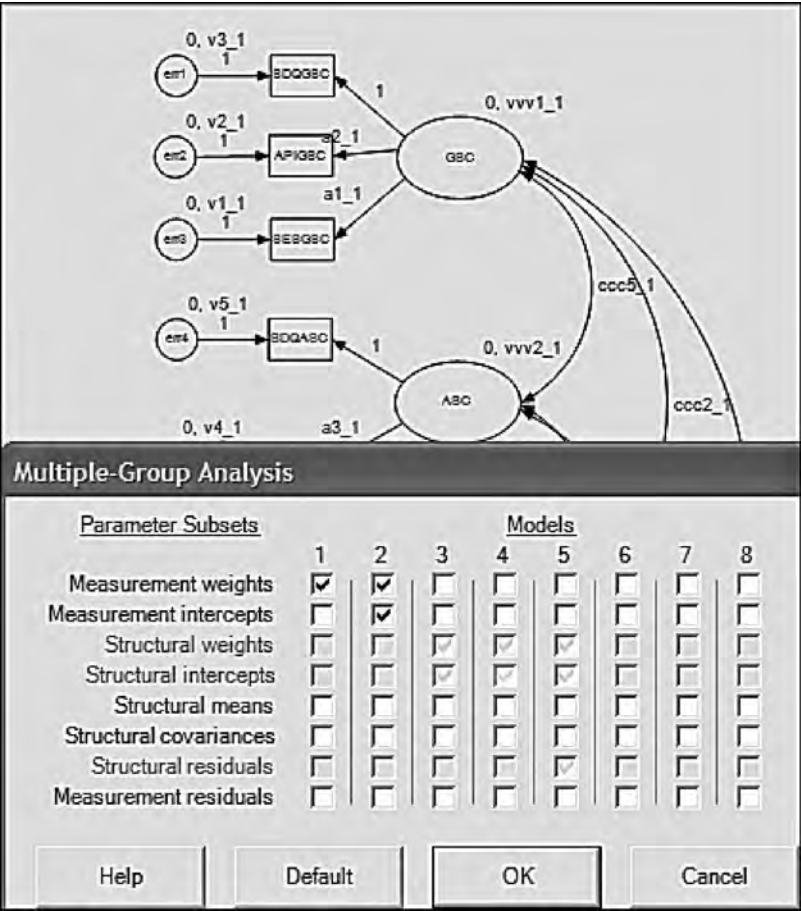 0, v3_1
1
err1
SDQGSC
1
0, vvv1_1
0, v2_1
1
err2
APIGSC
a2_1
GSC
a1_1
0, v1_1
1
err3
SESGSC
ccc5_1
0, v5_1
1
err4
SDQASC
1
0, vvv2_1
ASC
ccc2_1
0, v4_1
a3_1
Multiple-Group Analysis
Parameter Subsets
Models
1 2 3 4 5 6 7 8
Measurement weights
Measurement intercepts
Structural weights
Structural intercepts
Structural means
Structural covariances
Structural residuals
Measurement residuals
Help
Default
OK
Cancel